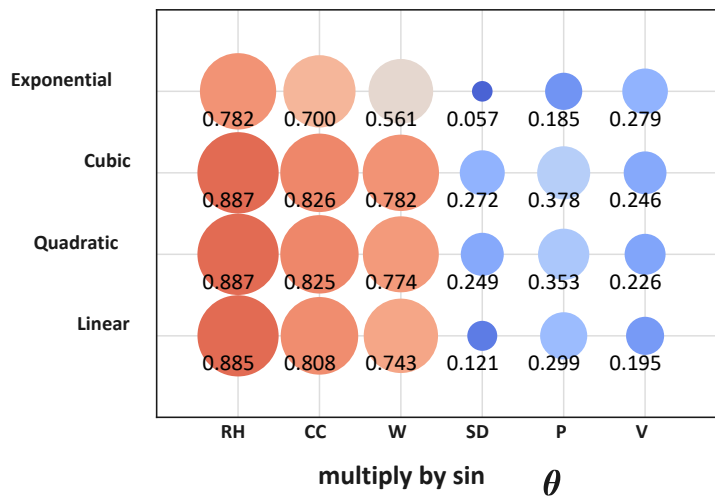 Exponential
0.782 0.700 0.561 0.057 0.185 0.279
Cubic
0.887 0.826 0.782 0.272 0.378 0.246
Quadratic
0.887 0.825 0.774 0.249 0.353 0.226
Linear
0.885 0.808 0.743 0.121 0.299 0.195
RH CC W SD P V
multiply by sin θ